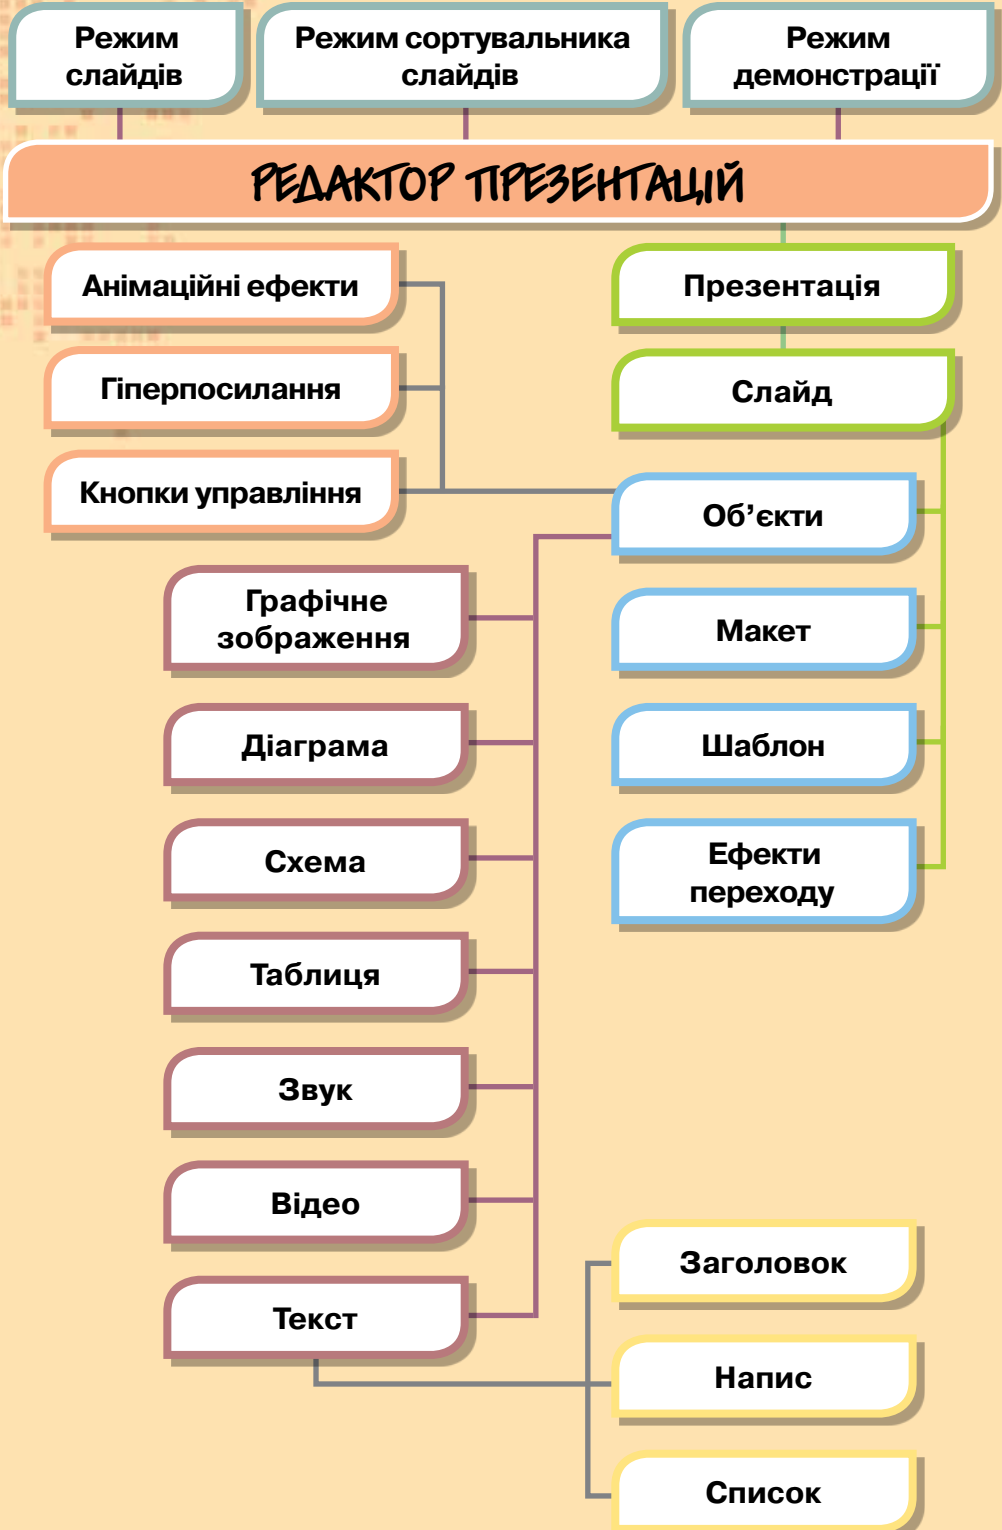 Режим
слайдів
Режим сортувальника
слайдів
Режим
демонстрації
РЕДАКТОР ПРЕЗЕНТАЦІЙ
Анімаційні ефекти
Гіперпосилання
Кнопки управління
Презентація
Слайд
Об’єкти
Макет
Шаблон
Ефекти
переходу
Графічне
зображення
Діаграма
Схема
Таблиця
Звук
Відео
Текст
Заголовок
Напис
Список